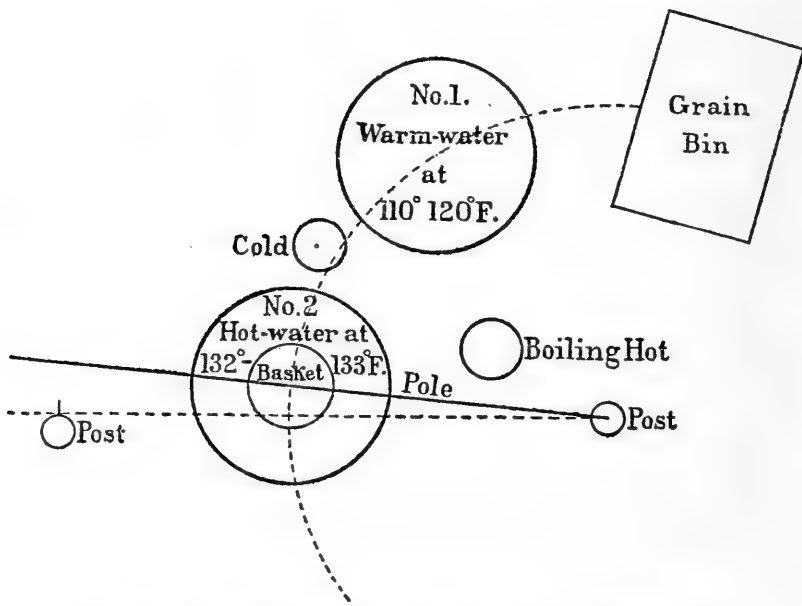 No.1.
Warm-water
at
110° 120°F.
Grain
Bin
Cold
No.2
Hot-water at
132°- 133°F.
Basket
Boiling Hot
Pole
Post
Post